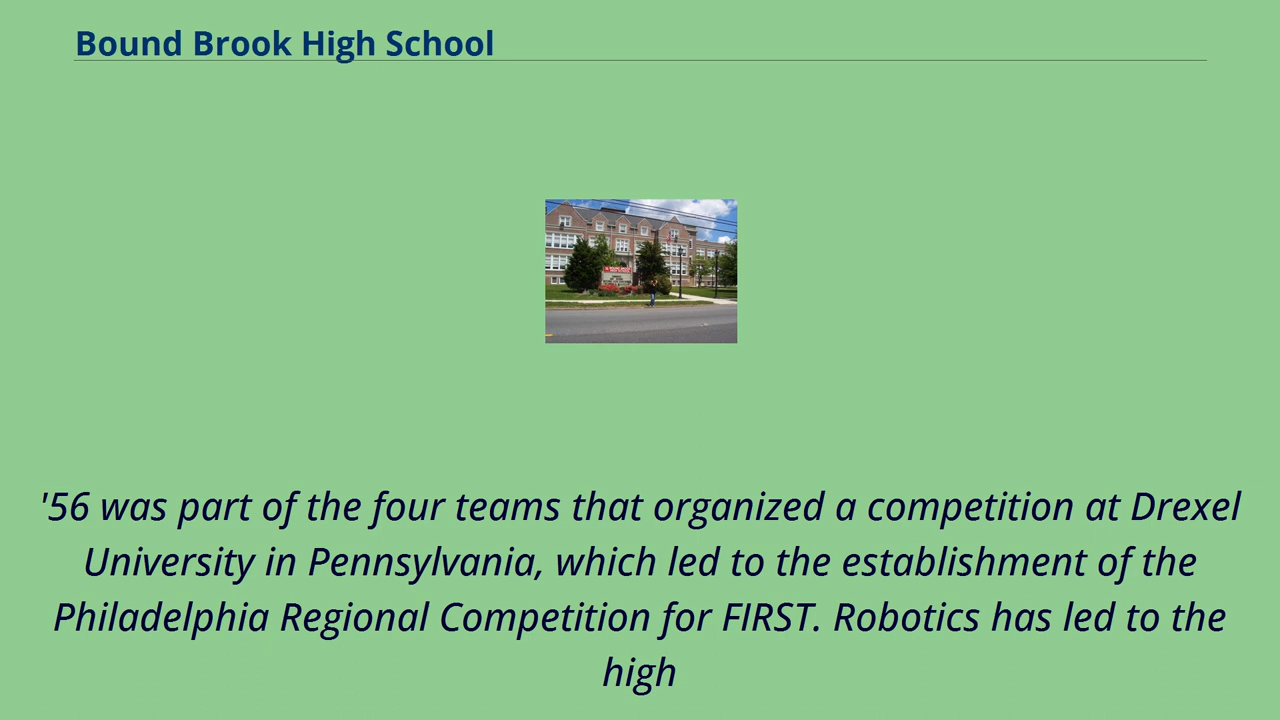 Bound Brook High School
'56 was part of the four teams that organized a competition at Drexel
University in Pennsylvania, which led to the establishment of the
Philadelphia Regional Competition for FIRST. Robotics has led to the
high